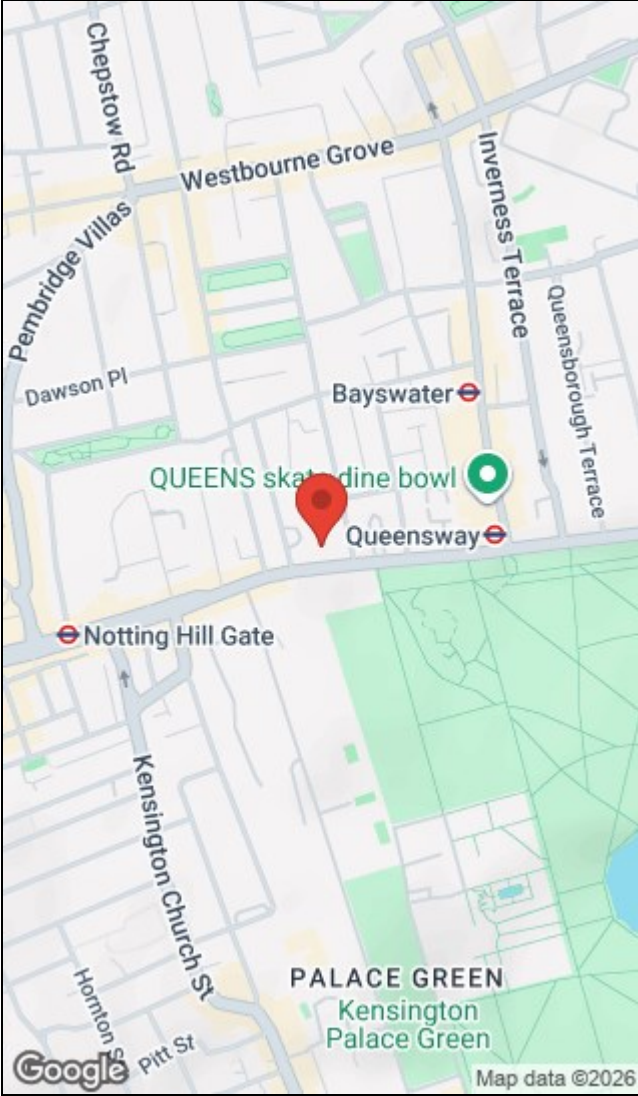 Chepstow Rd
Westbourne Grove
Inverness Terrace
Pembridge Villas
Queensborough Terrace
Dawson Pl
Bayswater
QUEENS skate dine bowl
Queensway
Notting Hill Gate
Kensington Church St
PALACE GREEN
Kensington
Palace Green
Hornton St
Pitt St
Google
Map data ©2026